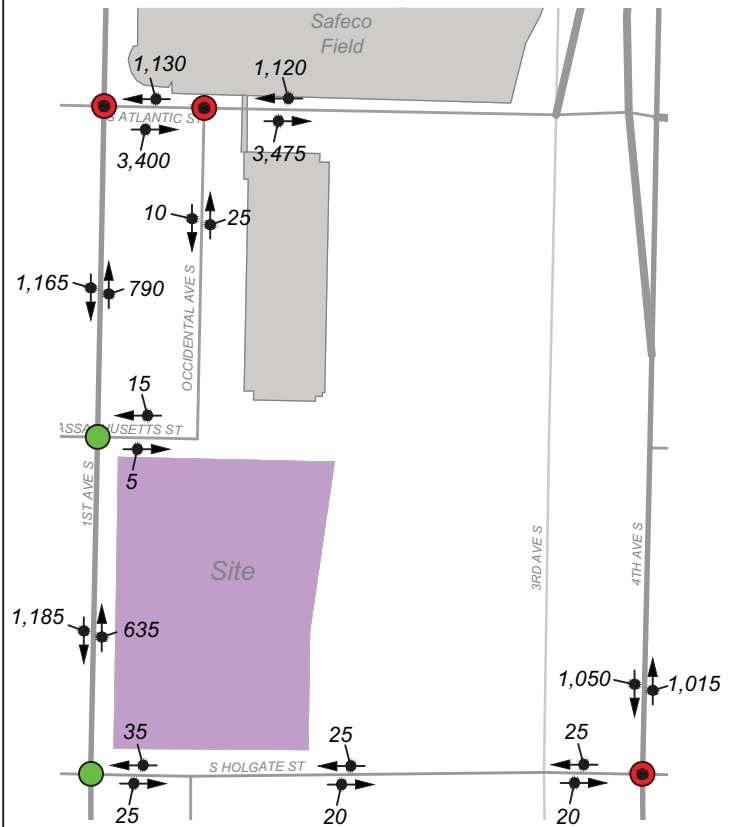 Safeco
Field
1,130
1,120
S ATLANTIC ST
3,400
3,475
10
25
1,165
790
OCCIDENTAL AVE S
15
ASSACHUSETTS ST
5
1ST AVE S
Site
3RD AVE S
4TH AVE S
1,185
635
1,050
1,015
35
25
25
S HOLGATE ST
25
20
20